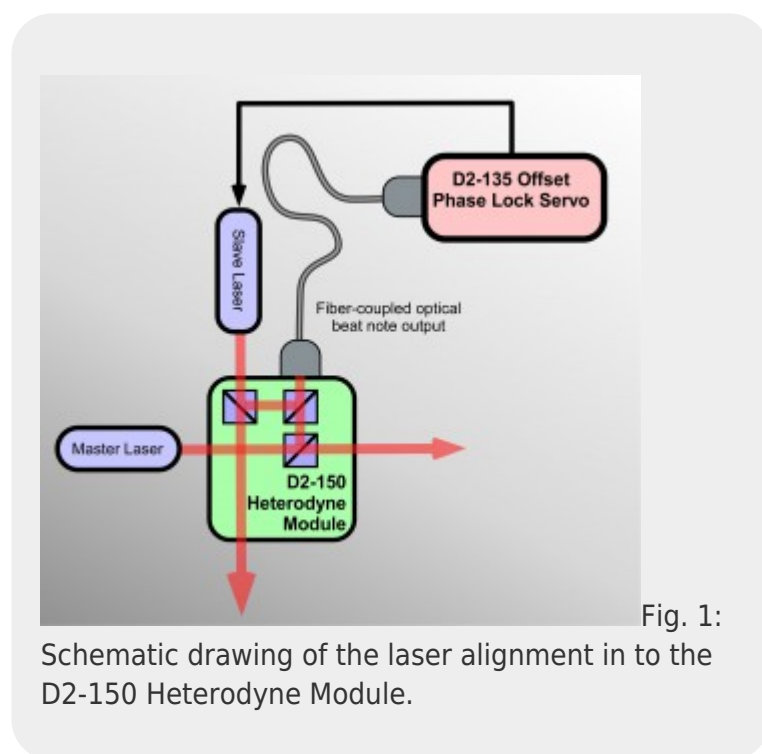 D2-135 Offset
Phase Lock Servo
Slave Laser
Fiber-coupled optical
beat note output
Master Laser
D2-150
Heterodyne
Module
Fig. 1:
Schematic drawing of the laser alignment in to the
D2-150 Heterodyne Module.